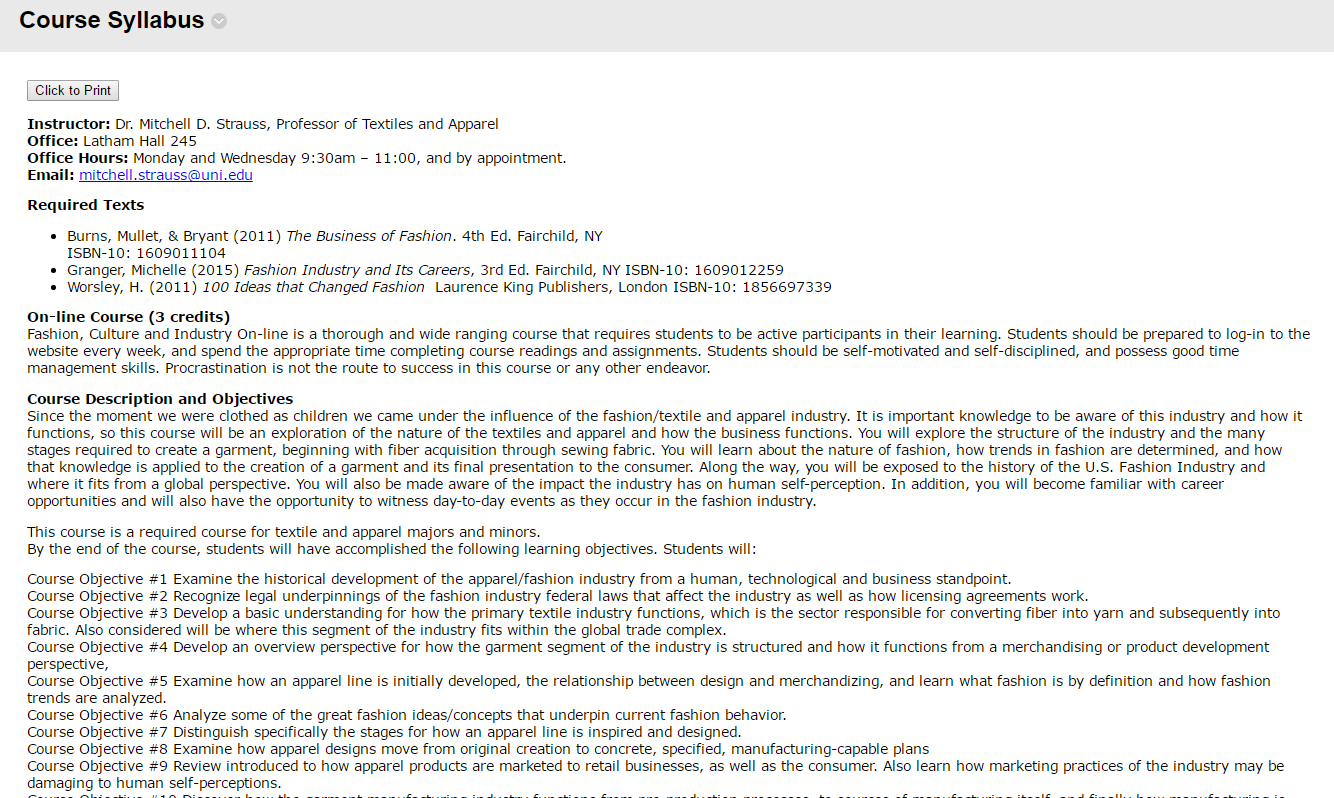 Course Syllabus
Click to Print
Instructor: Dr. Mitchell D. Strauss, Professor of Textiles and Apparel
Office: Latham Hall 245
Office Hours: Monday and Wednesday 9:30am – 11:00, and by appointment.
Email: mitchell.strauss@uni.edu
Required Texts
• Burns, Mullet, & Bryant (2011) The Business of Fashion. 4th Ed. Fairchild, NY
ISBN-10: 1609011104
• Granger, Michelle (2015) Fashion Industry and Its Careers, 3rd Ed. Fairchild, NY ISBN-10: 1609012259
• Worsley, H. (2011) 100 Ideas that Changed Fashion  Laurence King Publishers, London ISBN-10: 1856697339
On-line Course (3 credits)
Fashion, Culture and Industry On-line is a thorough and wide ranging course that requires students to be active participants in their learning. Students should be prepared to log-in to the
website every week, and spend the appropriate time completing course readings and assignments. Students should be self-motivated and self-disciplined, and possess good time
management skills. Procrastination is not the route to success in this course or any other endeavor.
Course Description and Objectives
Since the moment we were clothed as children we came under the influence of the fashion/textile and apparel industry. It is important knowledge to be aware of this industry and how it
functions, so this course will be an exploration of the nature of the textiles and apparel and how the business functions. You will explore the structure of the industry and the many
stages required to create a garment, beginning with fiber acquisition through sewing fabric. You will learn about the nature of fashion, how trends in fashion are determined, and how
that knowledge is applied to the creation of a garment and its final presentation to the consumer. Along the way, you will be exposed to the history of the U.S. Fashion Industry and
where it fits from a global perspective. You will also be made aware of the impact the industry has on human self-perception. In addition, you will become familiar with career
opportunities and will also have the opportunity to witness day-to-day events as they occur in the fashion industry.
This course is a required course for textile and apparel majors and minors.
By the end of the course, students will have accomplished the following learning objectives. Students will:
Course Objective #1 Examine the historical development of the apparel/fashion industry from a human, technological and business standpoint.
Course Objective #2 Recognize legal underpinnings of the fashion industry federal laws that affect the industry as well as how licensing agreements work.
Course Objective #3 Develop a basic understanding for how the primary textile industry functions, which is the sector responsible for converting fiber into yarn and subsequently into
fabric. Also considered will be where this segment of the industry fits within the global trade complex.
Course Objective #4 Develop an overview perspective for how the garment segment of the industry is structured and how it functions from a merchandising or product development
perspective,
Course Objective #5 Examine how an apparel line is initially developed, the relationship between design and merchandizing, and learn what fashion is by definition and how fashion
trends are analyzed.
Course Objective #6 Analyze some of the great fashion ideas/concepts that underpin current fashion behavior.
Course Objective #7 Distinguish specifically the stages for how an apparel line is inspired and designed.
Course Objective #8 Examine how apparel designs move from original creation to concrete, specified, manufacturing-capable plans
Course Objective #9 Review introduced to how apparel products are marketed to retail businesses, as well as the consumer. Also learn how marketing practices of the industry may be
damaging to human self-perceptions.
Course Objective #10 Discover how the garment manufacturing industry functions from pre-production processes, to sources of manufacturing itself, and finally how manufacturing is